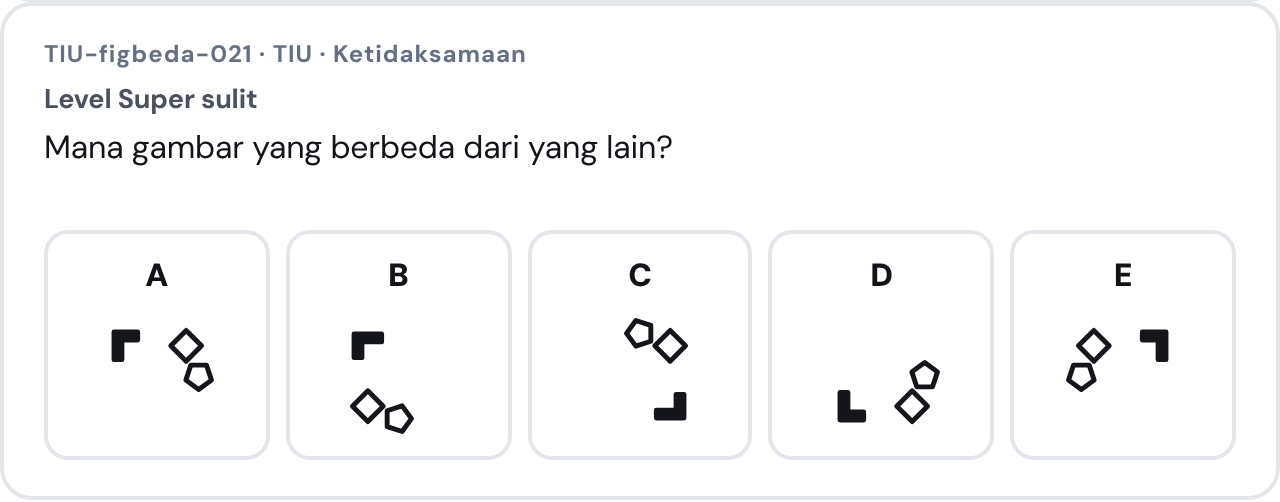 TIU-figbeda-021 · TIU · Ketidaksamaan
Level Super sulit
Mana gambar yang berbeda dari yang lain?
A B C D E